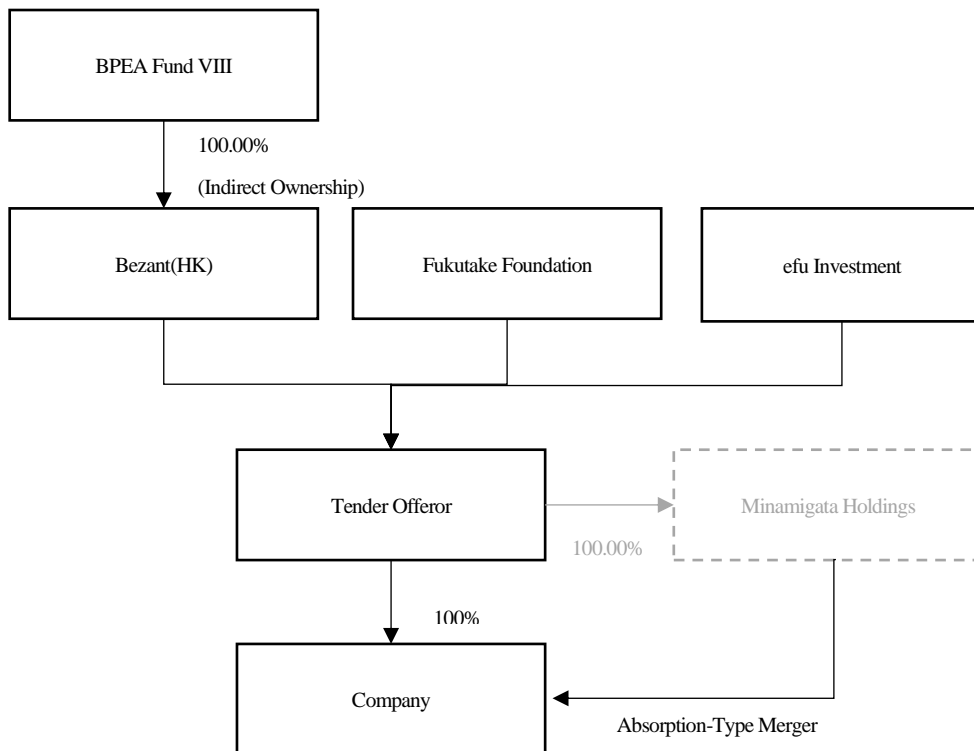 BPEA Fund VIII
100.00%
(Indirect Ownership)
Bezant(HK)
Fukutake Foundation
efu Investment
Tender Offeror
Minamigata Holdings
100.00%
100%
Company
Absorption-Type Merger